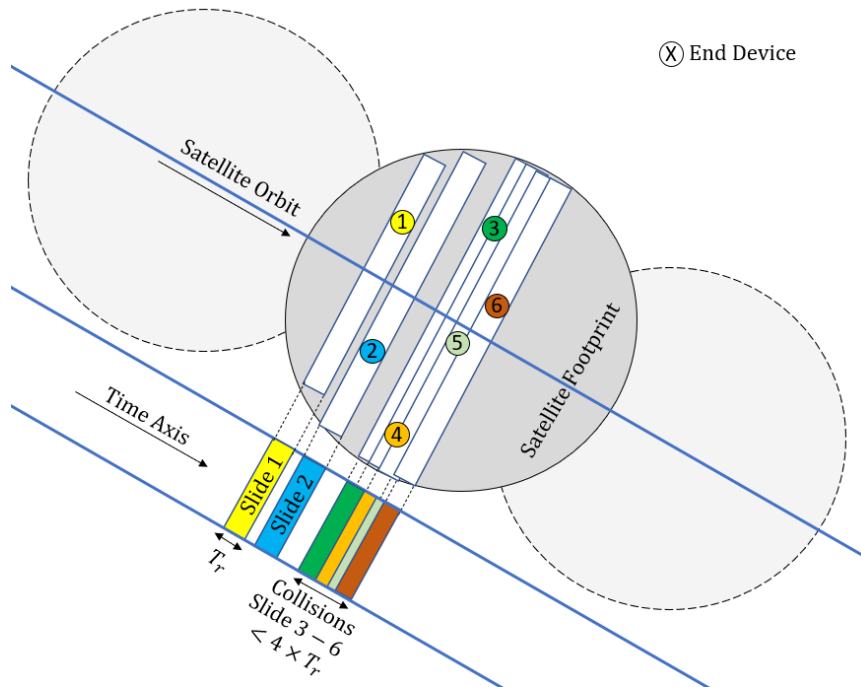 Ⓧ End Device
Satellite Orbit
1
3
6
2
5
4
Satellite Footprint
Time Axis
Slide 1
Slide 2
Tᵣ
Collisions
Slide 3 – 6
< 4 × Tᵣ